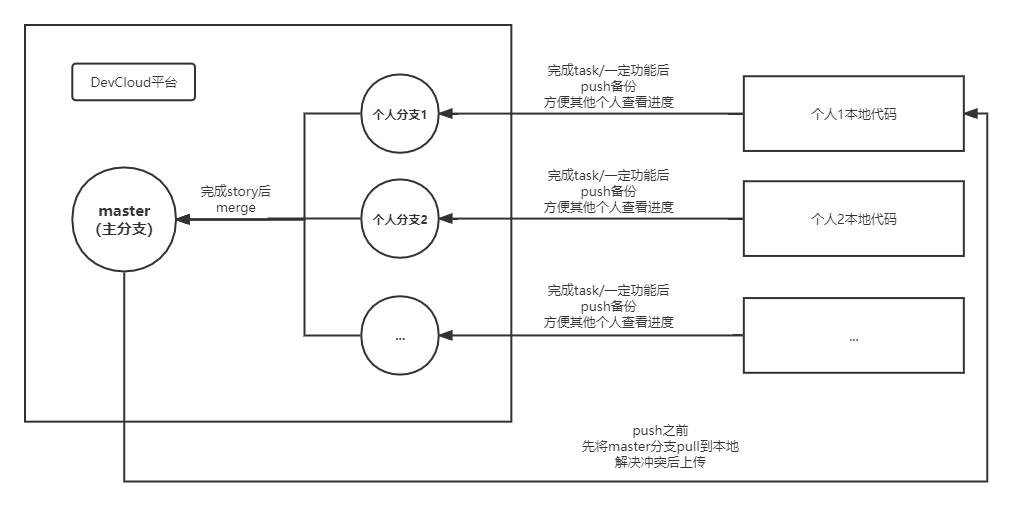 DevCloud平台
完成task/一定功能后
push备份
方便其他个人查看进度
个人分支1
个人1本地代码
完成story后
merge
master
(主分支)
完成task/一定功能后
push备份
方便其他个人查看进度
个人分支2
个人2本地代码
完成task/一定功能后
push备份
方便其他个人查看进度
...
...
push之前
先将master分支pull到本地
解决冲突后上传